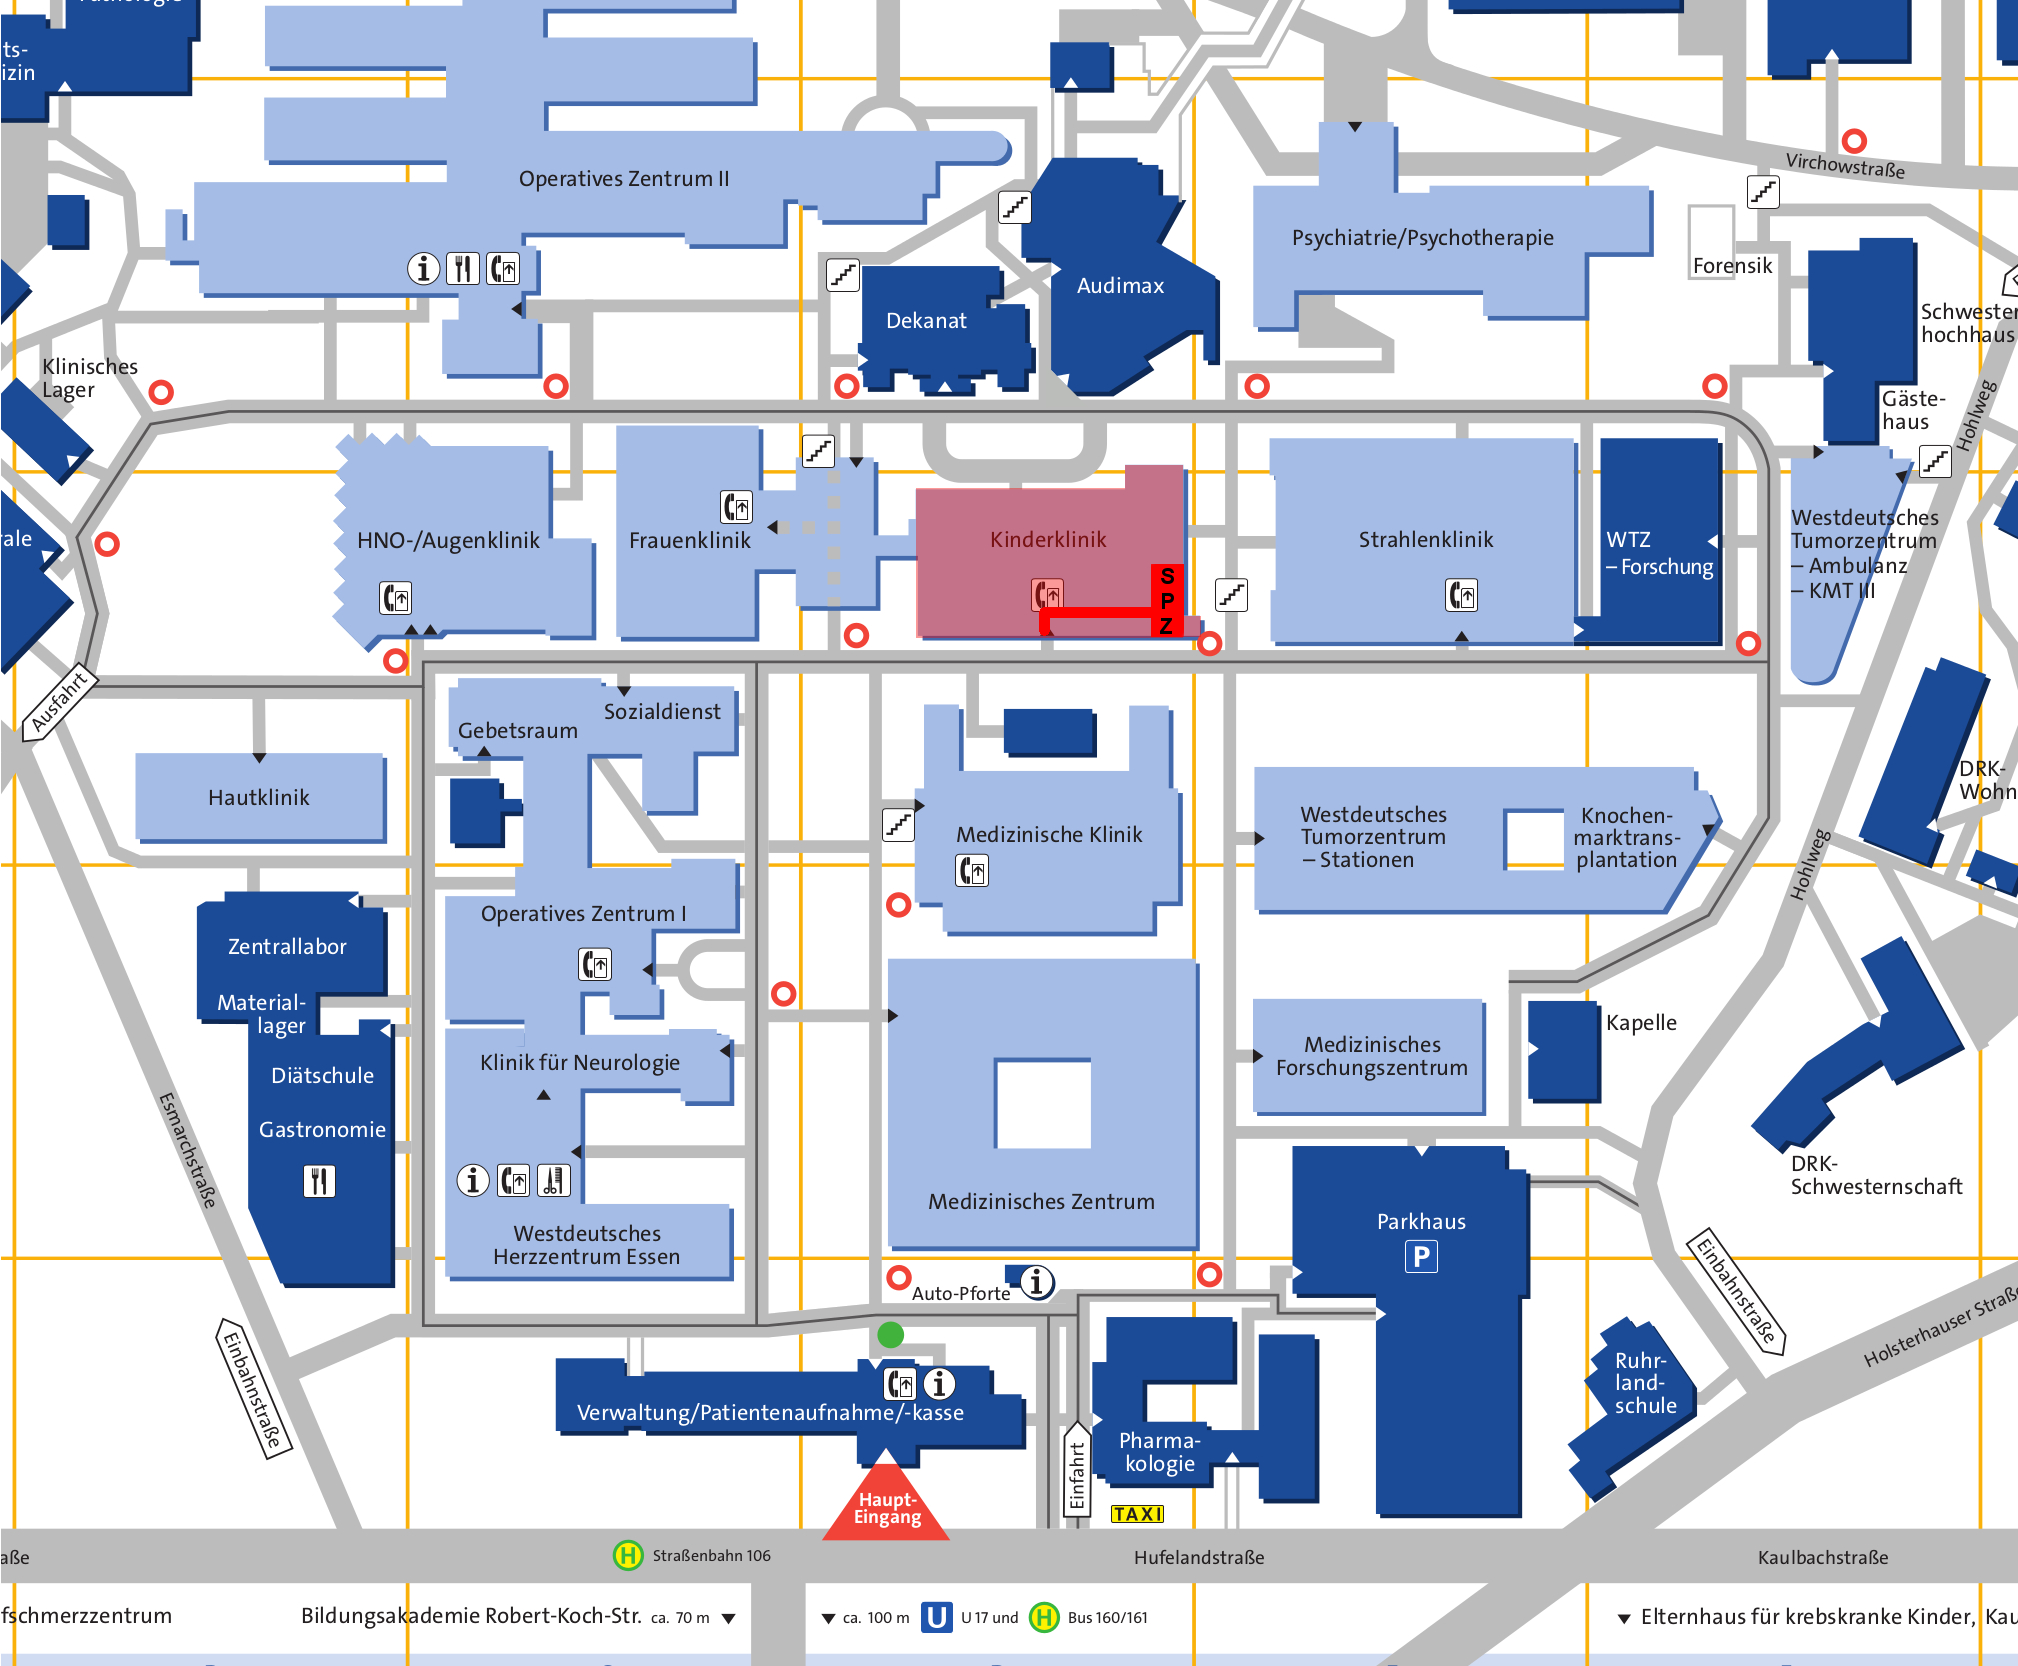 ts-
izin
Operatives Zentrum II
Virchowstraße
Psychiatrie/Psychotherapie
Forensik
Audimax
Dekanat
Schwester
hochhaus
Klinisches
Lager
Gäste-
haus
Hohlweg
HNO-/Augenklinik
Frauenklinik
Kinderklinik
S
P
Z
Strahlenklinik
WTZ
– Forschung
Westdeutsches
Tumorzentrum
– Ambulanz
– KMT III
ale
Ausfahrt
Gebetsraum
Sozialdienst
Hautklinik
Medizinische Klinik
Westdeutsches
Tumorzentrum
– Stationen
Knochen-
marktrans-
plantation
DRK-
Wohn
Hohlweg
Zentrallabor
Operatives Zentrum I
Material-
lager
Diätschule
Gastronomie
Klinik für Neurologie
Medizinisches
Forschungszentrum
Kapelle
Esmarchstraße
Medizinisches Zentrum
DRK-
Schwesternschaft
Westdeutsches
Herzzentrum Essen
Parkhaus
P
Auto-Pforte
Einbahnstraße
Einbahnstraße
Holsterhauser Straße
Ruhr-
land-
schule
Verwaltung/Patientenaufnahme/-kasse
Einfahrt
Pharma-
kologie
Haupt-
Eingang
TAXI
aße
H Straßenbahn 106
Hufelandstraße
Kaulbachstraße
fschmerzzentrum
Bildungsakademie Robert-Koch-Str. ca. 70 m
ca. 100 m U U 17 und H Bus 160/161
Elternhaus für krebskranke Kinder, Kau